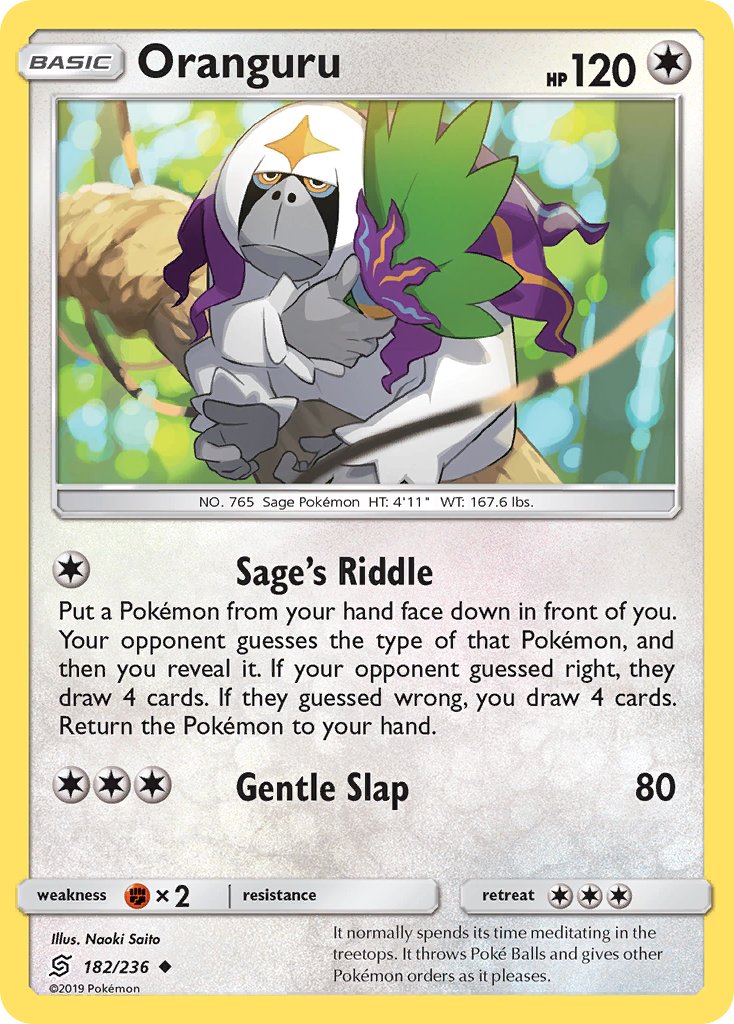 BASIC Oranguru HP 120
NO. 765 Sage Pokémon HT: 4'11" WT: 167.6 lbs.
Sage's Riddle
Put a Pokémon from your hand face down in front of you.
Your opponent guesses the type of that Pokémon, and
then you reveal it. If your opponent guessed right, they
draw 4 cards. If they guessed wrong, you draw 4 cards.
Return the Pokémon to your hand.
Gentle Slap 80
weakness × 2 resistance retreat
Illus. Naoki Saito
182/236
©2019 Pokémon
It normally spends its time meditating in the
treetops. It throws Poké Balls and gives other
Pokémon orders as it pleases.